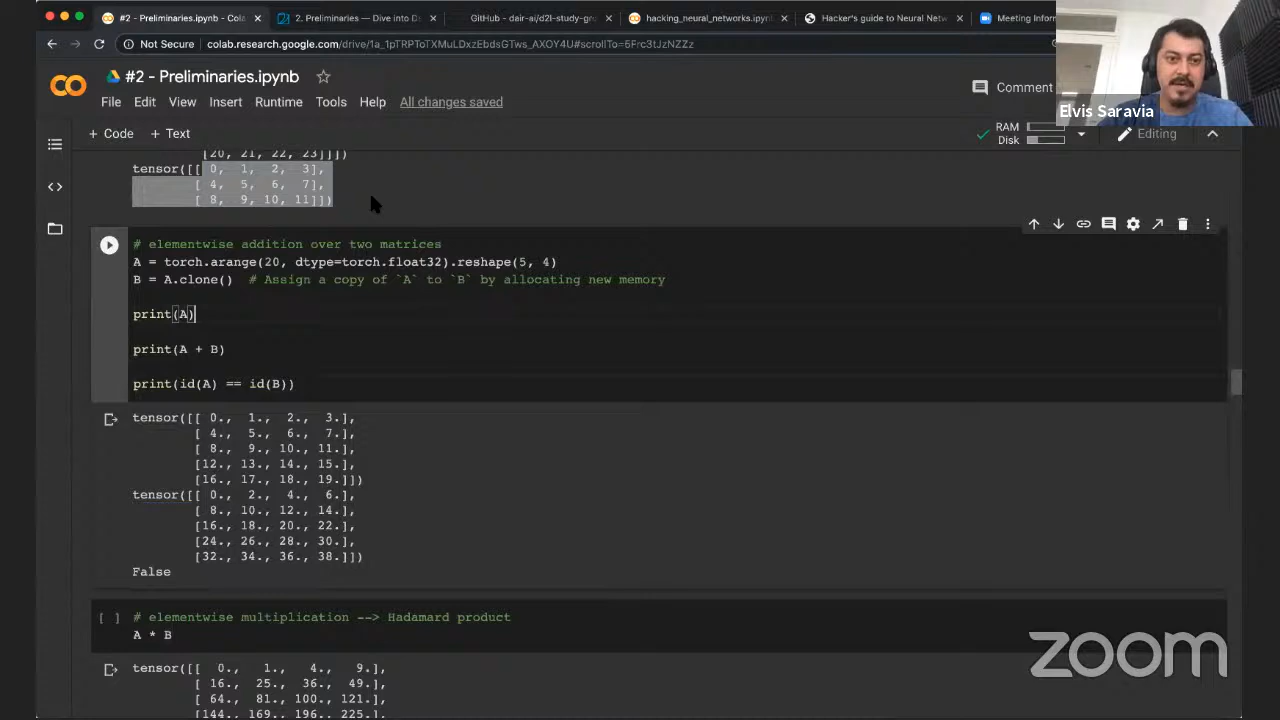 #2 - Preliminaries.ipynb - Cola
2. Preliminaries — Dive into D
GitHub - dair-ai/d2l-study-gro
hacking_neural_networks.ipynb
Hacker's guide to Neural Netw
Meeting Inform
Not Secure | colab.research.google.com/drive/1a_1pTRPToTXMuLDxzEbdsGTws_AXOY4U#scrollTo=6Frc3tJzNZZz
#2 - Preliminaries.ipynb
File Edit View Insert Runtime Tools Help All changes saved
Comment
Elvis Saravia
+ Code + Text
RAM
Disk
Editing
[20, 21, 22, 23]]])
tensor([[ 0, 1, 2, 3],
[ 4, 5, 6, 7],
[ 8, 9, 10, 11]])
# elementwise addition over two matrices
A = torch.arange(20, dtype=torch.float32).reshape(5, 4)
B = A.clone() # Assign a copy of `A` to `B` by allocating new memory
print(A)
print(A + B)
print(id(A) == id(B))
tensor([[ 0., 1., 2., 3.],
[ 4., 5., 6., 7.],
[ 8., 9., 10., 11.],
[12., 13., 14., 15.],
[16., 17., 18., 19.]])
tensor([[ 0., 2., 4., 6.],
[ 8., 10., 12., 14.],
[16., 18., 20., 22.],
[24., 26., 28., 30.],
[32., 34., 36., 38.]])
False
[ ] # elementwise multiplication --> Hadamard product
A * B
tensor([[ 0., 1., 4., 9.],
[ 16., 25., 36., 49.],
[ 64., 81., 100., 121.],
[144., 169., 196., 225.],
zoom